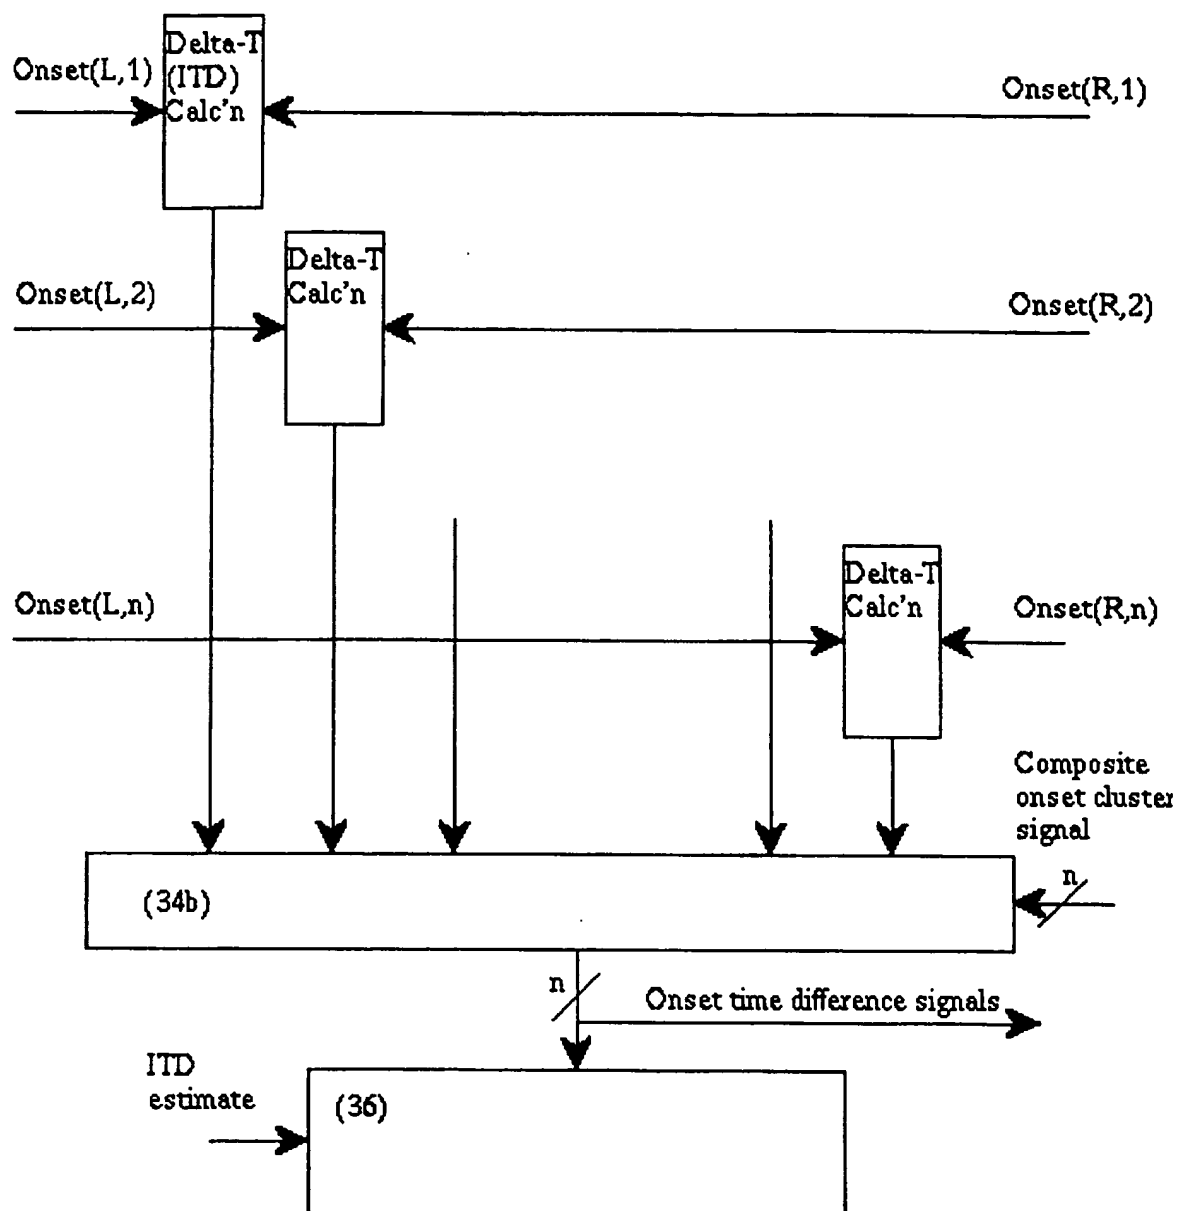 Delta-T
(ITD)
Calc'n
Onset(L,1)
Onset(R,1)
Delta-T
Calc'n
Onset(L,2)
Onset(R,2)
Delta-T
Calc'n
Onset(L,n)
Onset(R,n)
Composite
onset cluster
signal
n
(34b)
n
Onset time difference signals
ITD
estimate
(36)